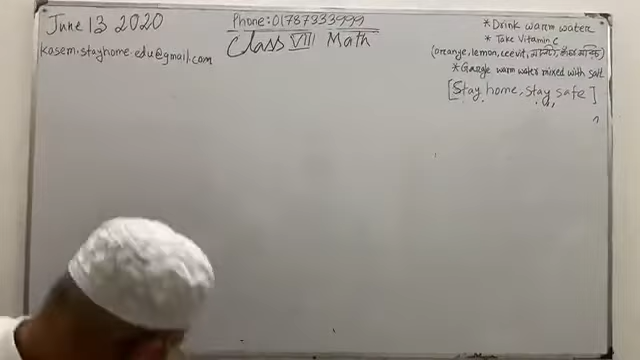 June 13 2020
kasem.stayhome.edu@gmail.com
Phone: 01787333999
Class VIII Math
* Drink warm water
* Take Vitamin C
(orange, lemon, ceevit,
* Gargle warm water mixed with salt
[Stay home, stay safe]